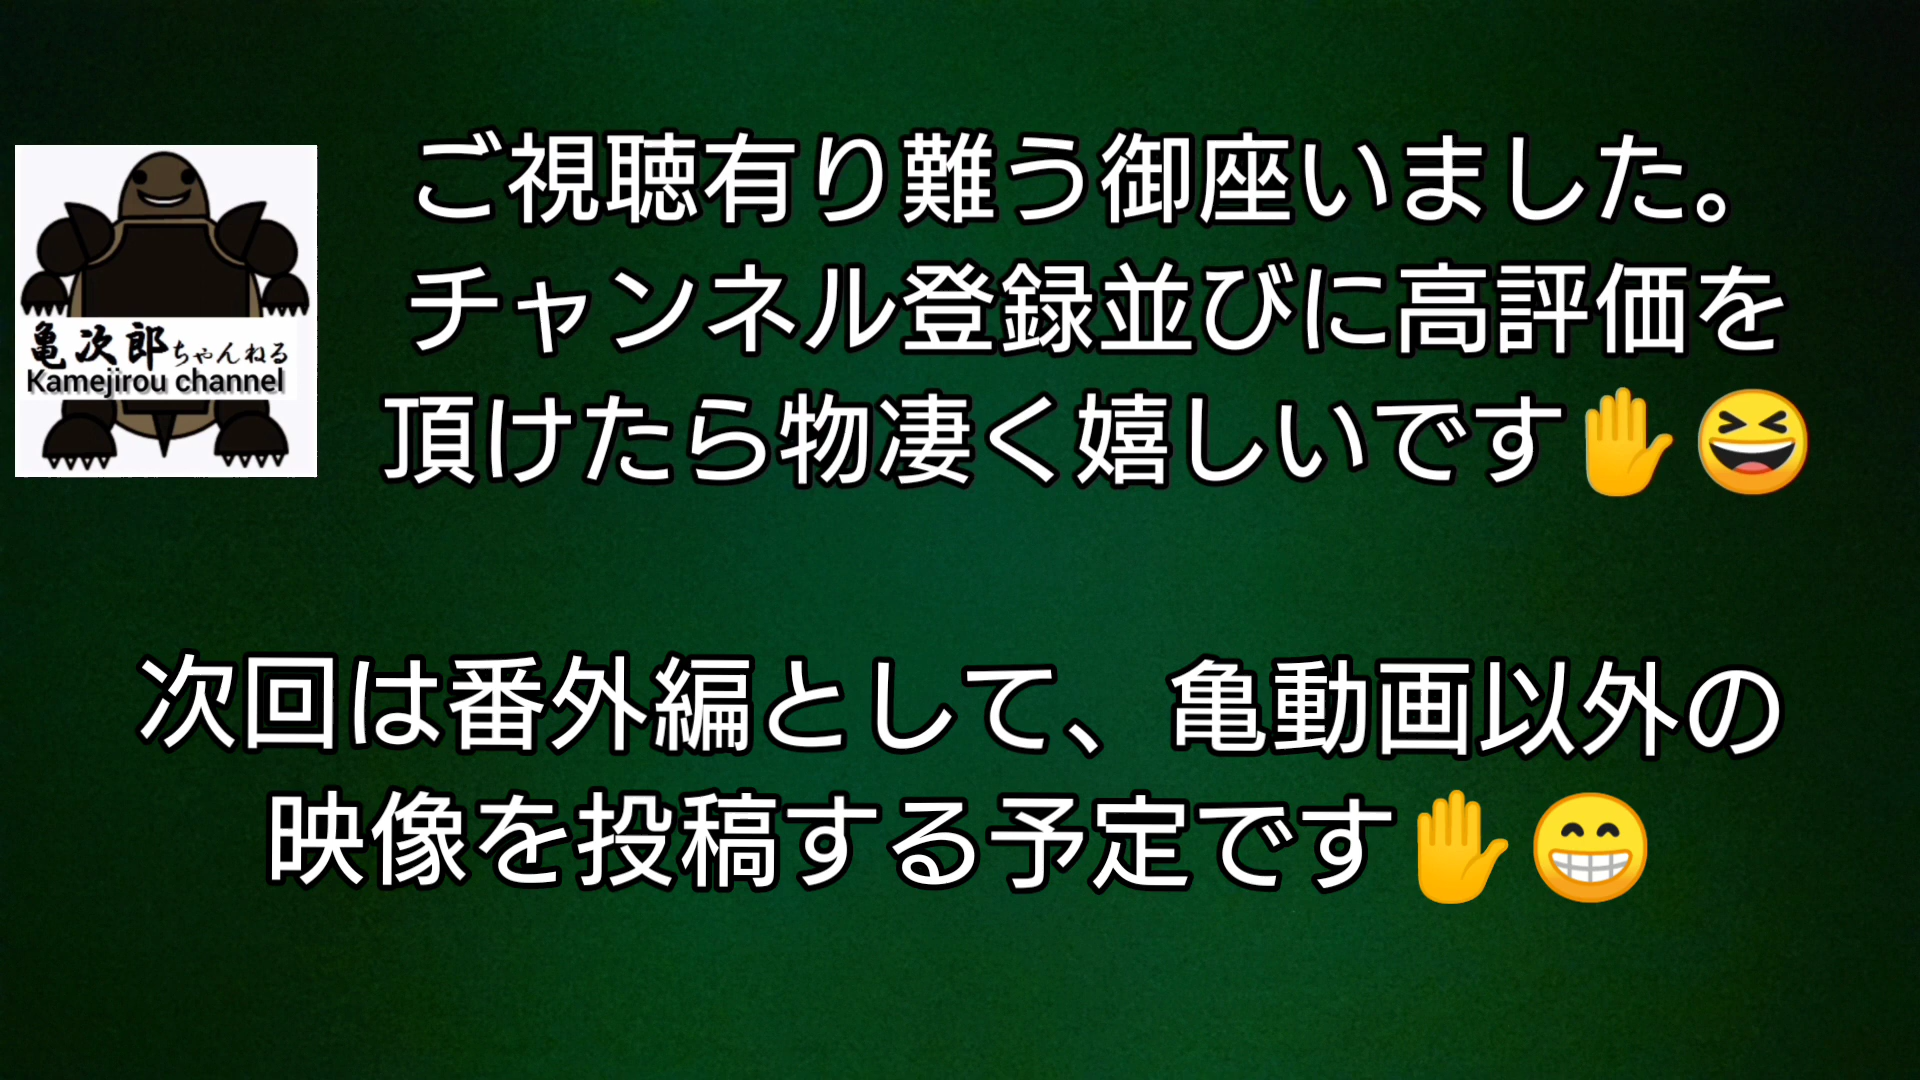 亀次郎ちゃんねる
Kamejirou channel
ご視聴有り難う御座いました。
チャンネル登録並びに高評価を
頂けたら物凄く嬉しいです✋😆
次回は番外編として、亀動画以外の
映像を投稿する予定です✋😁